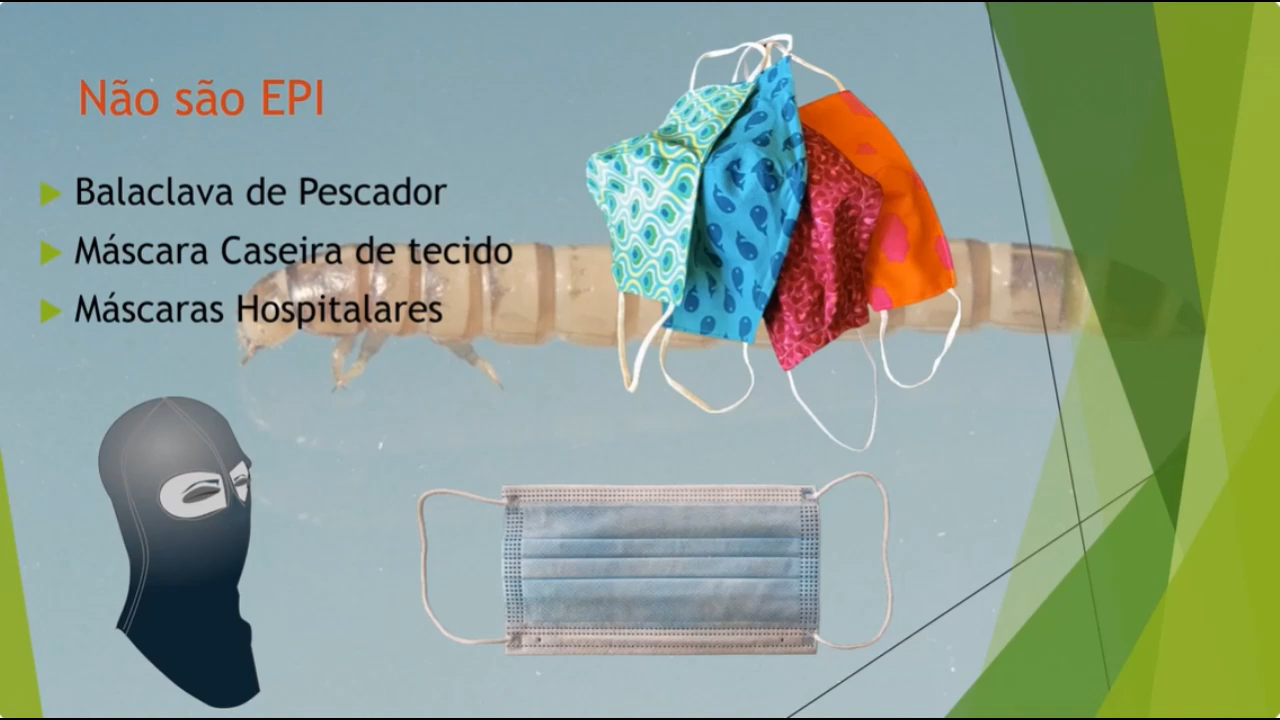 Não são EPI
Balaclava de Pescador
Máscara Caseira de tecido
Máscaras Hospitalares